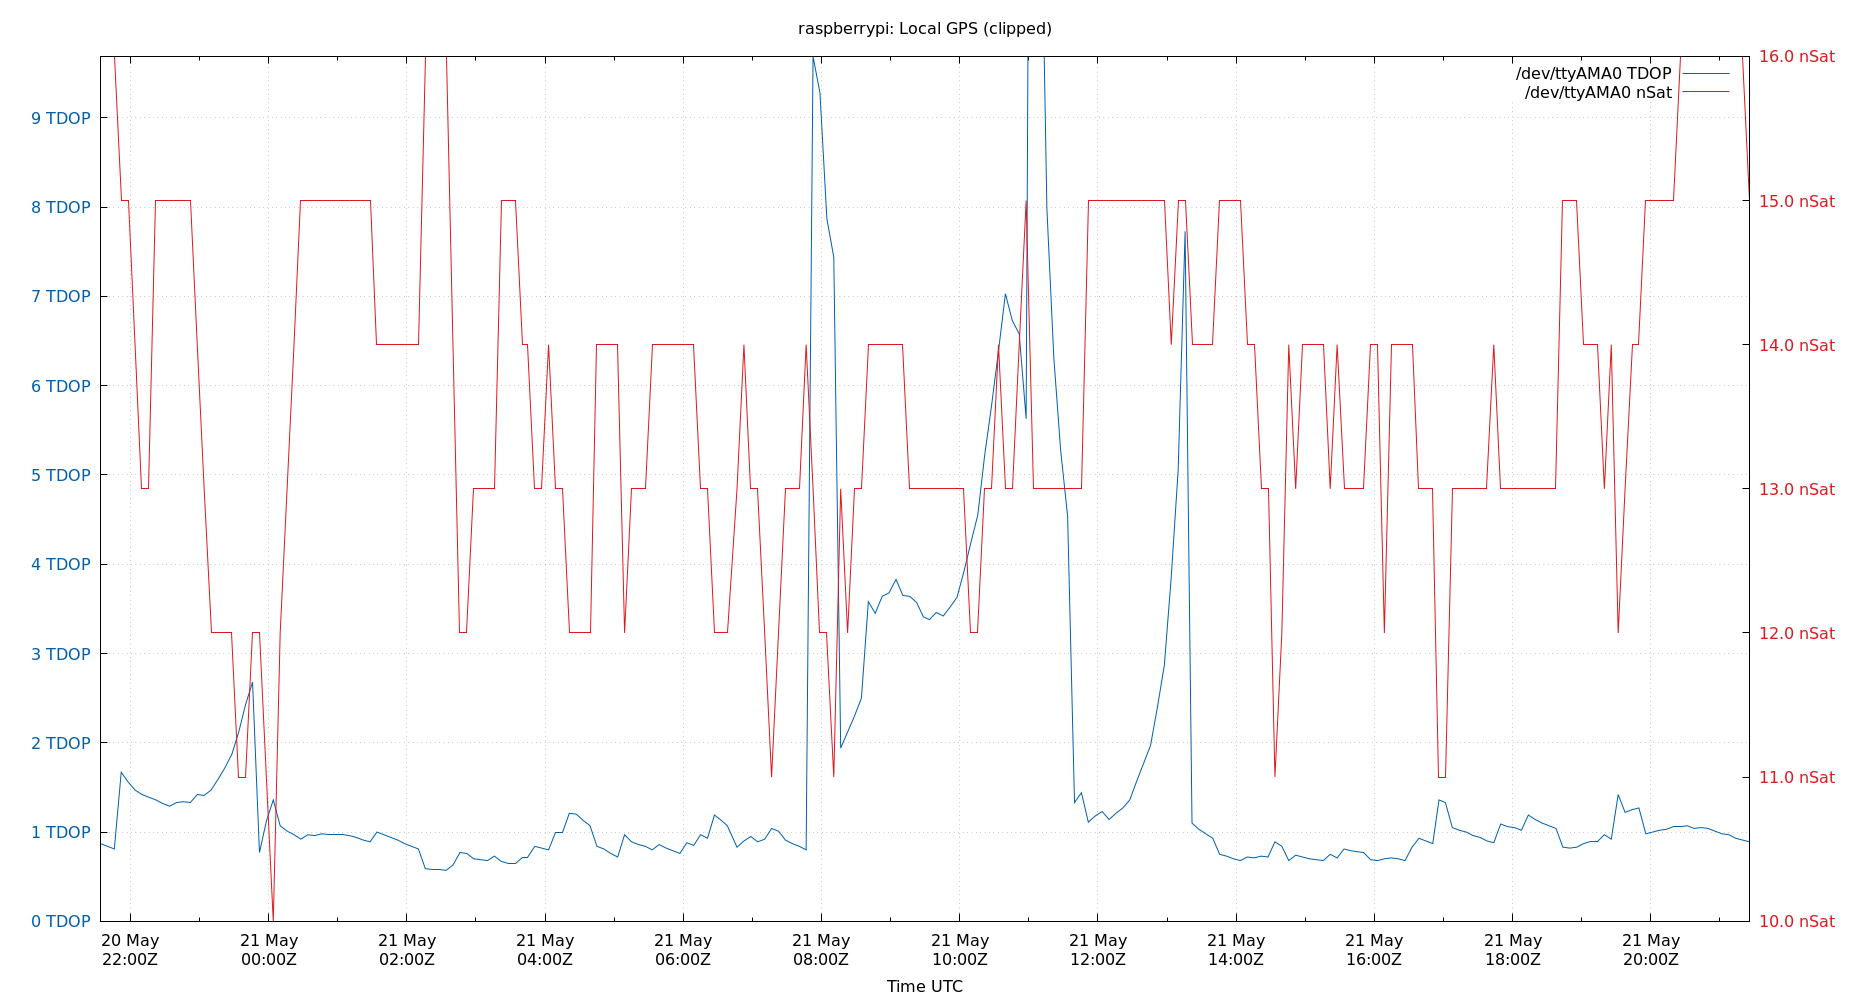 raspberrypi: Local GPS (clipped)
/dev/ttyAMA0 TDOP
/dev/ttyAMA0 nSat
9 TDOP
8 TDOP
7 TDOP
6 TDOP
5 TDOP
4 TDOP
3 TDOP
2 TDOP
1 TDOP
0 TDOP
16.0 nSat
15.0 nSat
14.0 nSat
13.0 nSat
12.0 nSat
11.0 nSat
10.0 nSat
20 May 21 May 21 May 21 May 21 May 21 May 21 May 21 May 21 May 21 May 21 May 21 May
22:00Z 00:00Z 02:00Z 04:00Z 06:00Z 08:00Z 10:00Z 12:00Z 14:00Z 16:00Z 18:00Z 20:00Z
Time UTC